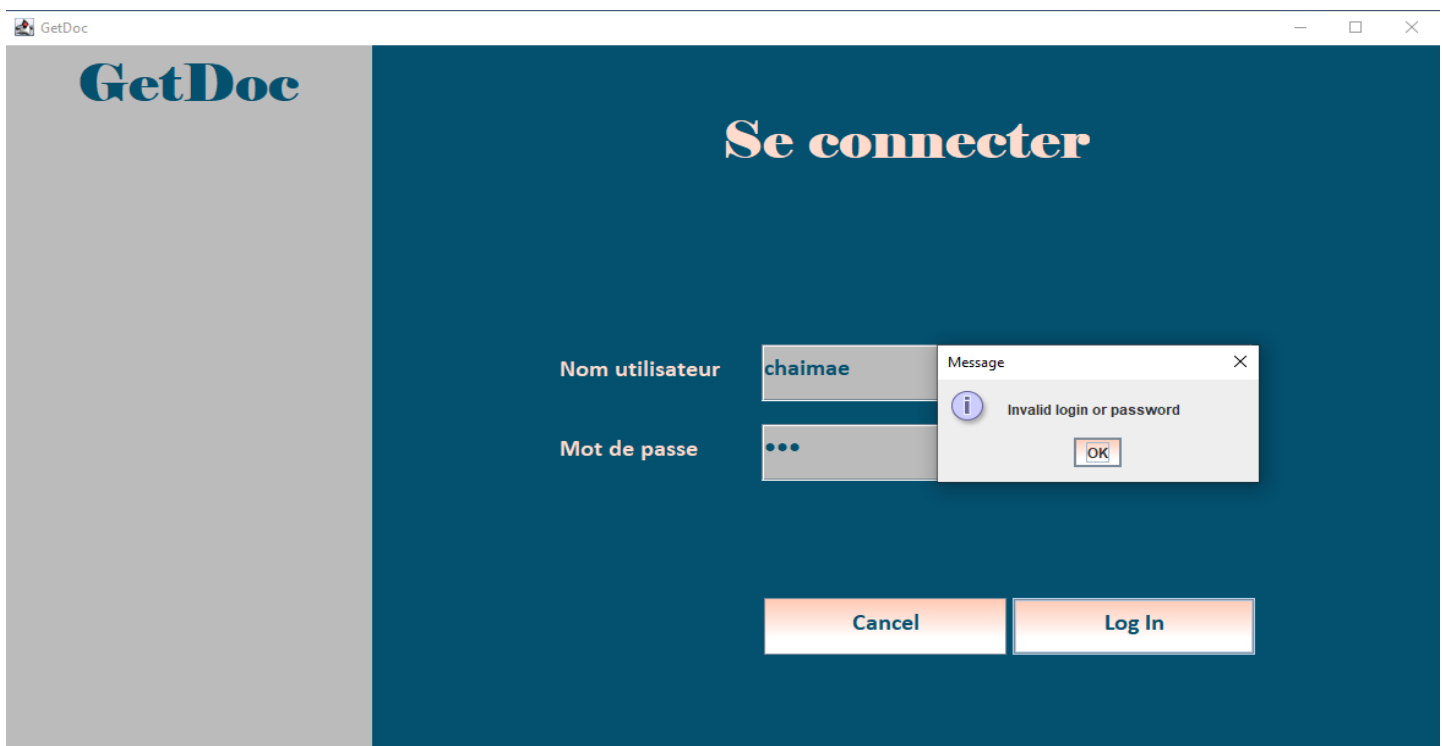 GetDoc
GetDoc
Se connecter
Nom utilisateur
chaimae
Mot de passe
•••
Message
Invalid login or password
OK
Cancel
Log In